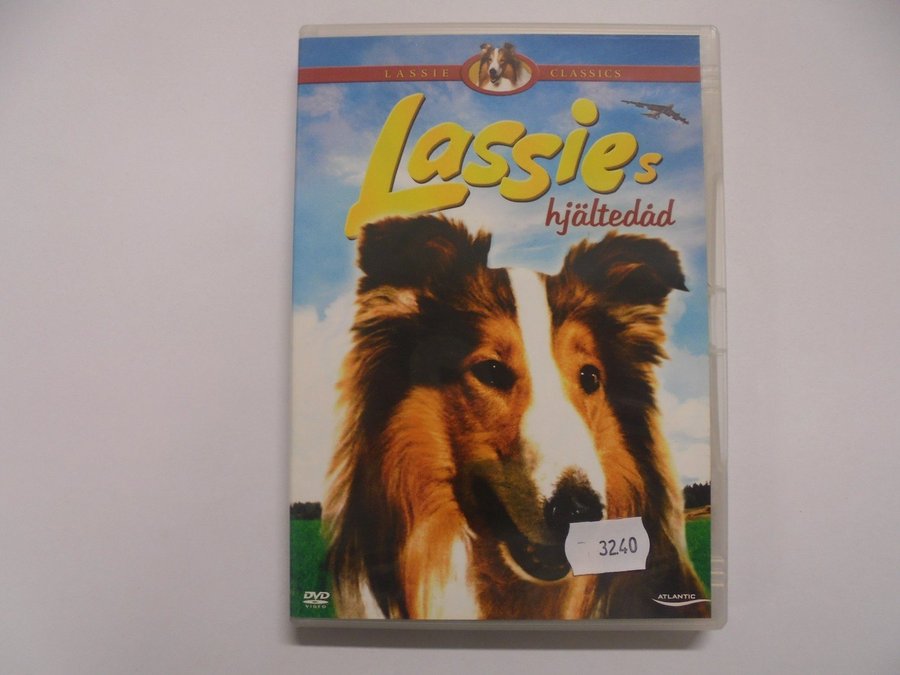 LASSIE CLASSICS
Lassies
hjältedåd
3240
DVD
VIDEO
ATLANTIC